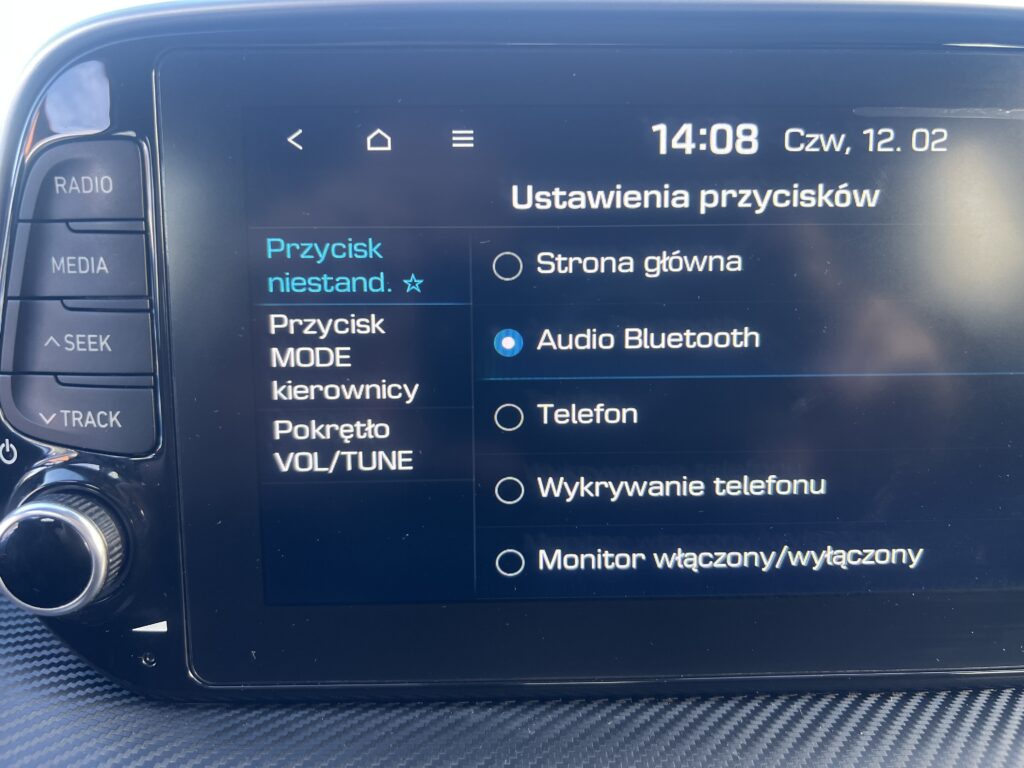 14:08 Czw, 12. 02
Ustawienia przycisków
RADIO
MEDIA
SEEK
TRACK
Przycisk
niestand. ☆
Przycisk
MODE
kierownicy
Pokrętło
VOL/TUNE
Strona główna
Audio Bluetooth
Telefon
Wykrywanie telefonu
Monitor włączony/wyłączony